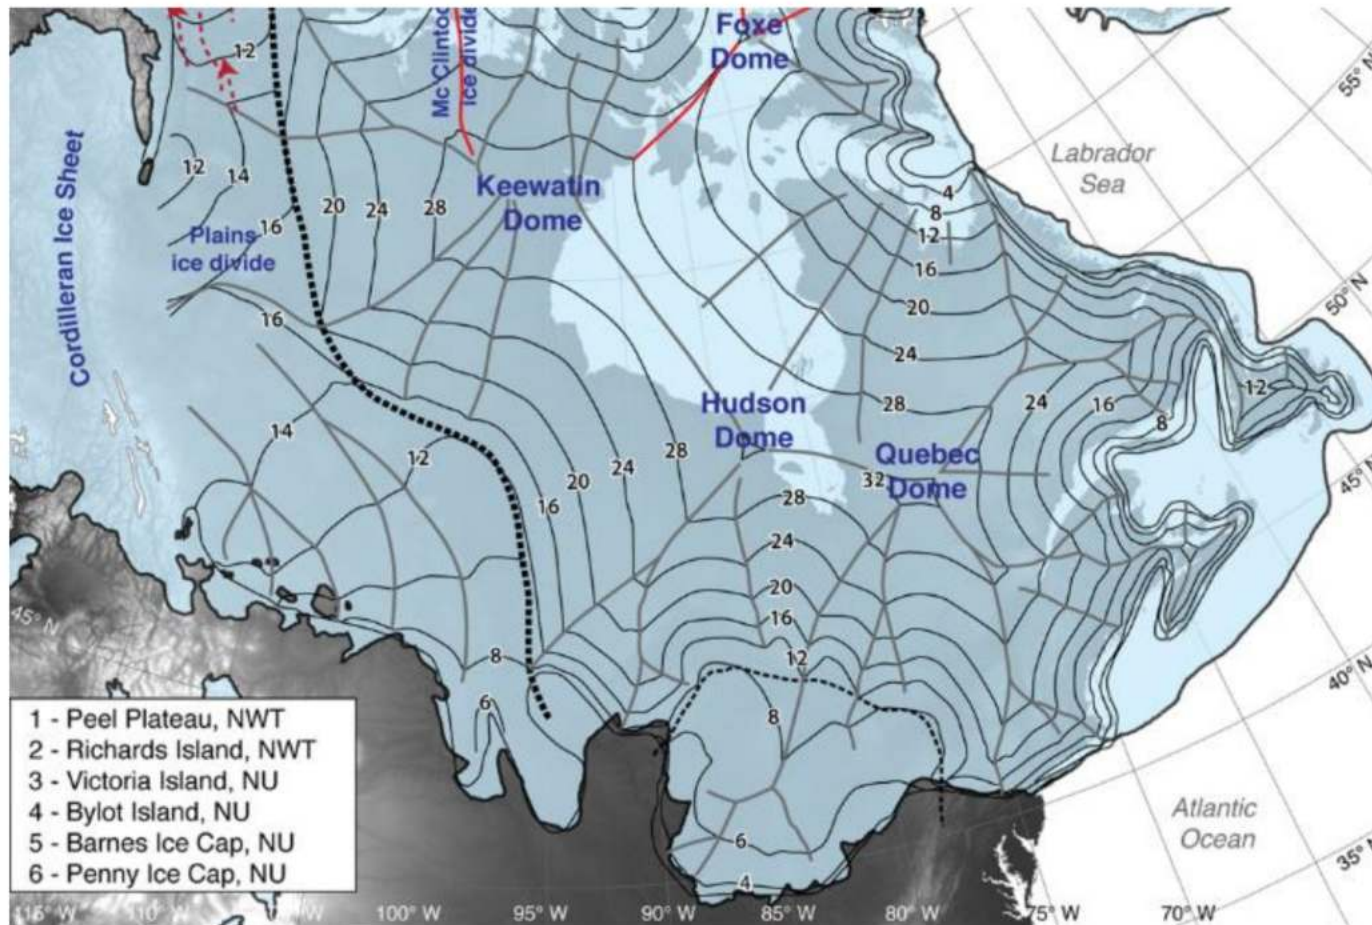 Foxe
Dome
Mc Clintoc
ice divide
12
55° N
Labrador
Sea
Cordilleran Ice Sheet
12
14
16
20
24
28
Keewatin
Dome
4
8
12
16
20
24
28
Plains
ice divide
16
50° N
Hudson
Dome
Quebec
Dome
32
24
16
8
12
45° N
14
12
16
20
24
28
28
24
20
16
12
8
6
8
6
4
45° N
40° N
35° N
Atlantic
Ocean
1 - Peel Plateau, NWT
2 - Richards Island, NWT
3 - Victoria Island, NU
4 - Bylot Island, NU
5 - Barnes Ice Cap, NU
6 - Penny Ice Cap, NU
115° W
110° W
100° W
95° W
90° W
85° W
80° W
75° W
70° W